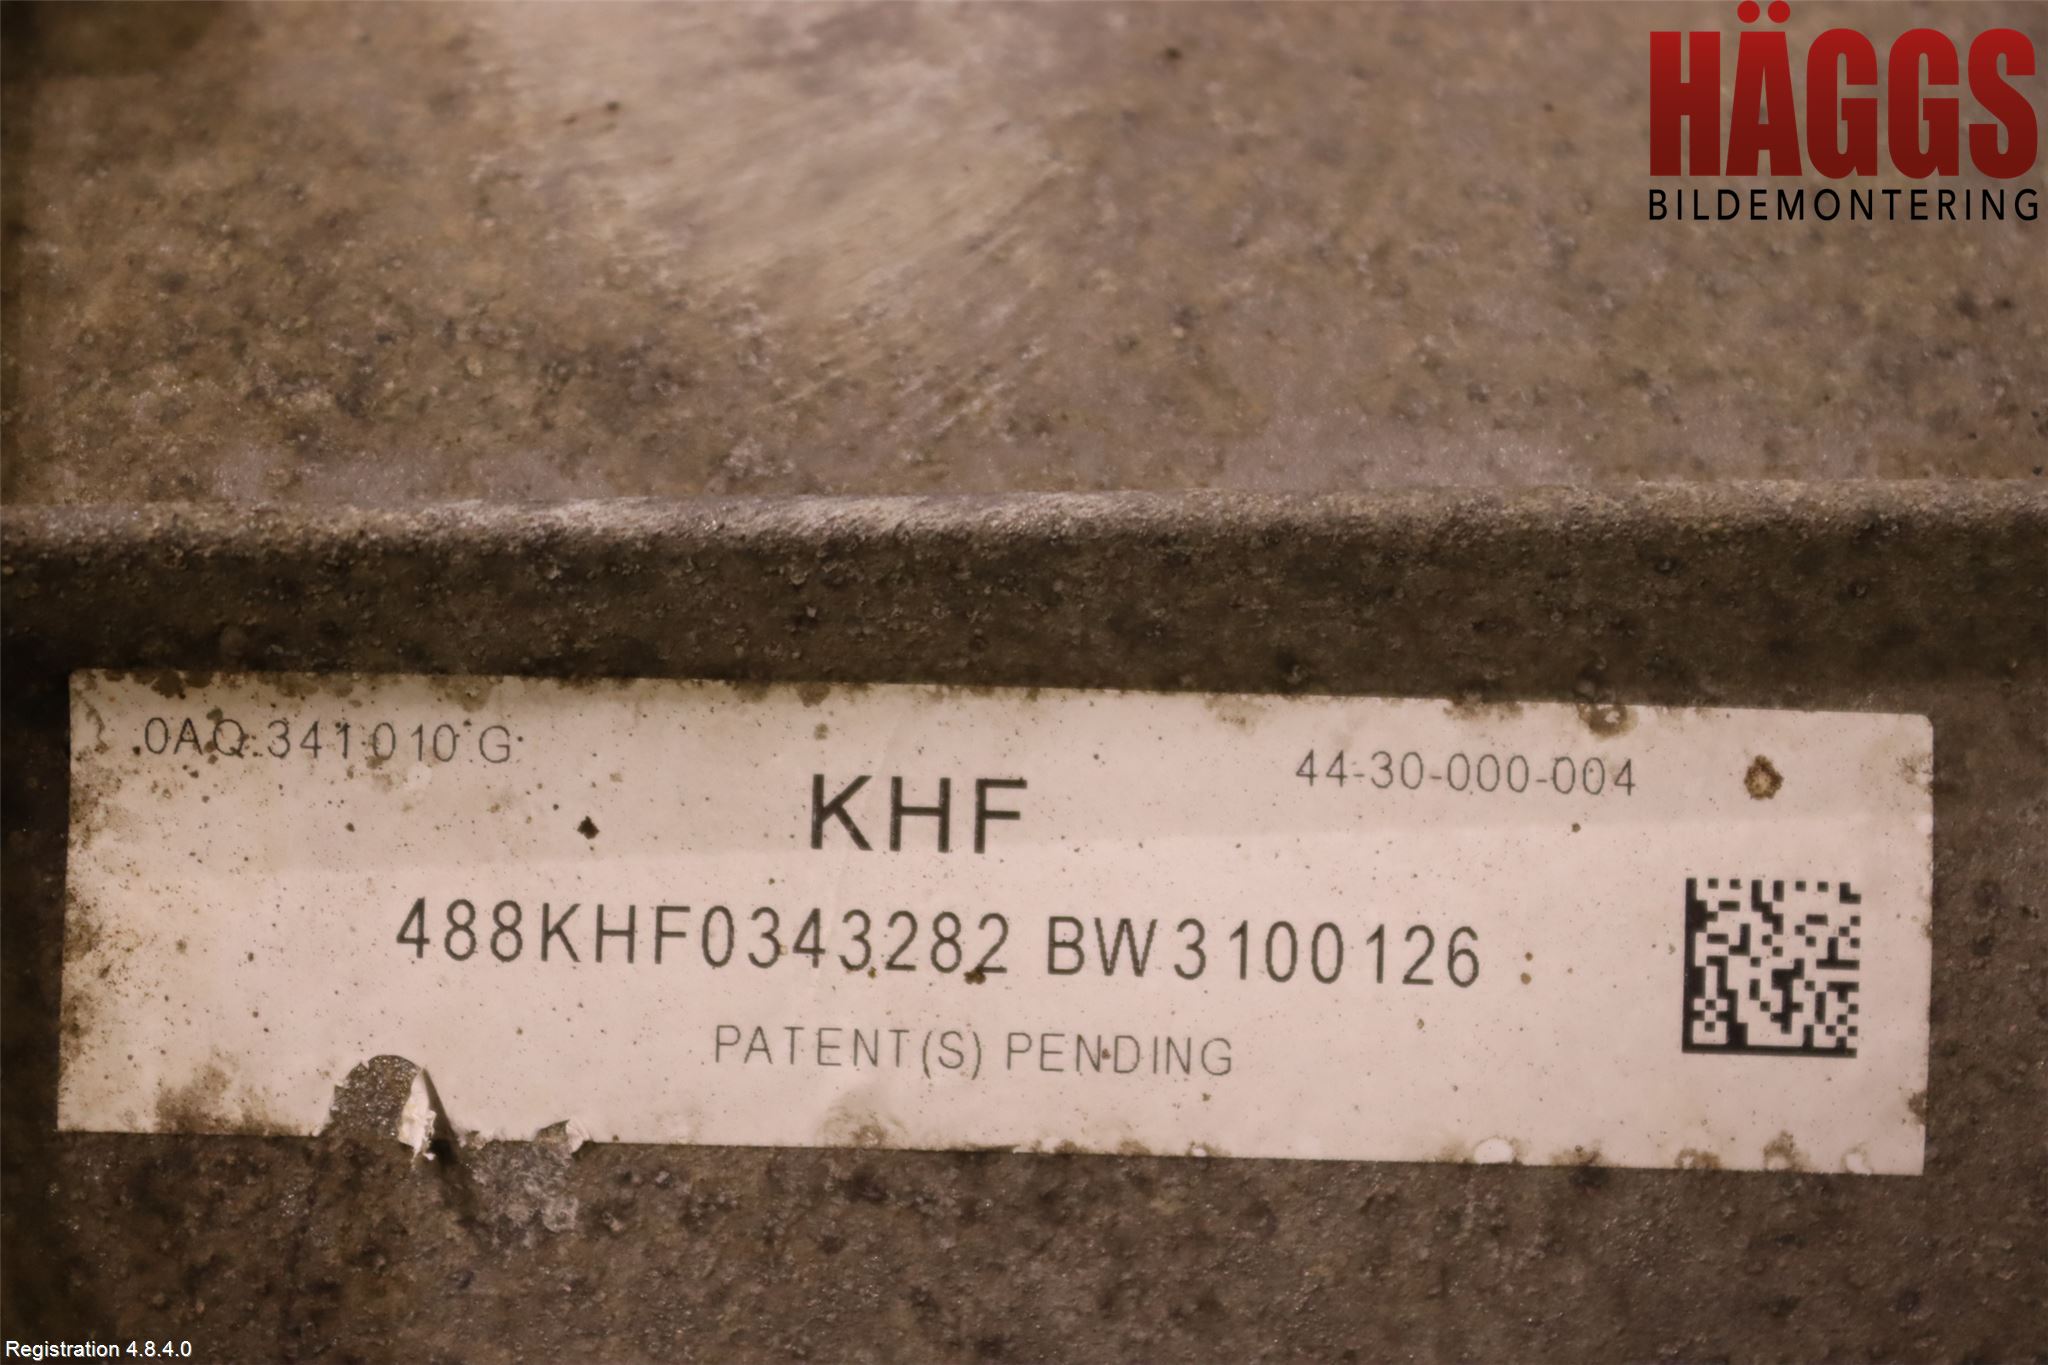 HÄGGS
BILDEMONTERING
0AQ.341.010.G
44-30-000-004
KHF
488KHF0343282 BW3100126
PATENT(S) PENDING
Registration 4.8.4.0